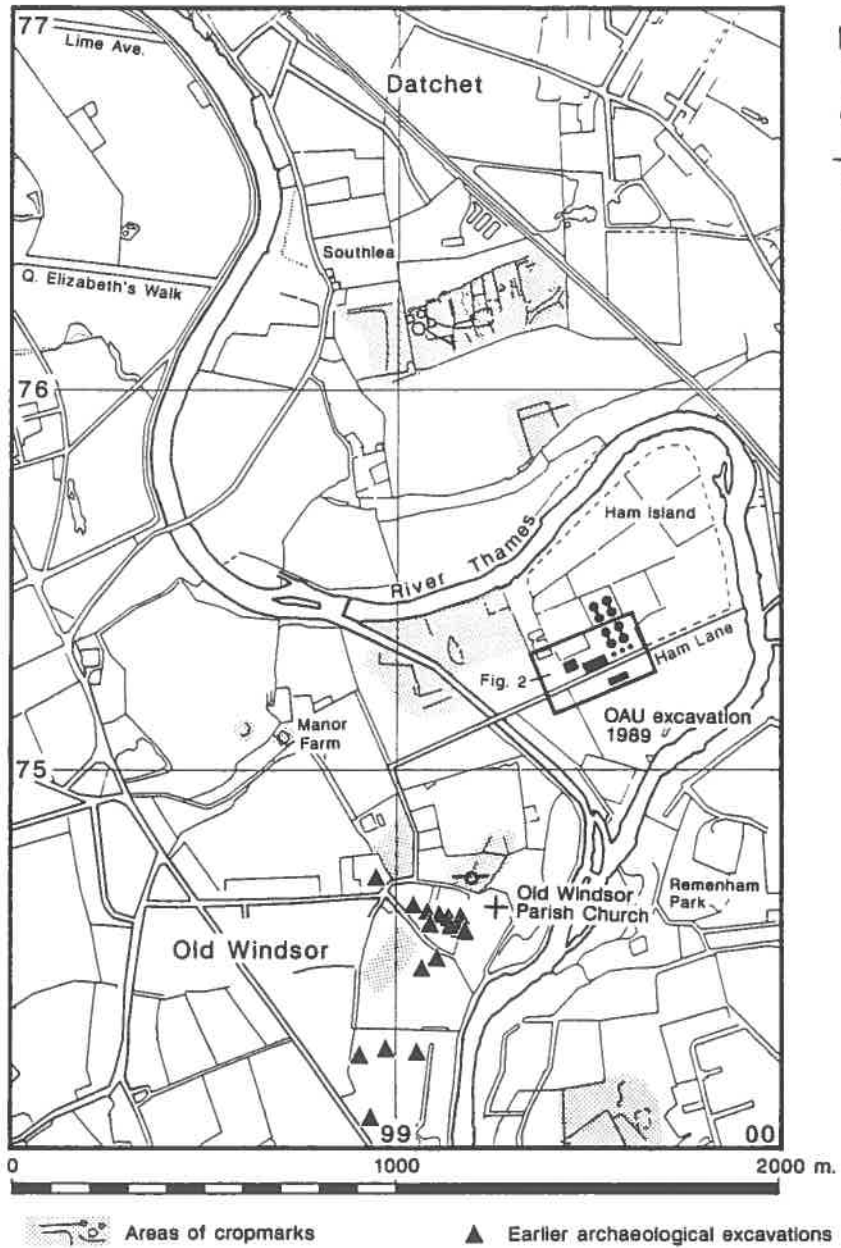 77
Lime Ave.
Datchet
Southlea
Q. Elizabeth's Walk
76
River Thames
Ham Island
Ham Lane
Fig. 2
OAU excavation
1989
Manor
Farm
75
Old Windsor
Parish Church
Remenham
Park
Old Windsor
99
00
0
1000
2000 m.
Areas of cropmarks
Earlier archaeological excavations